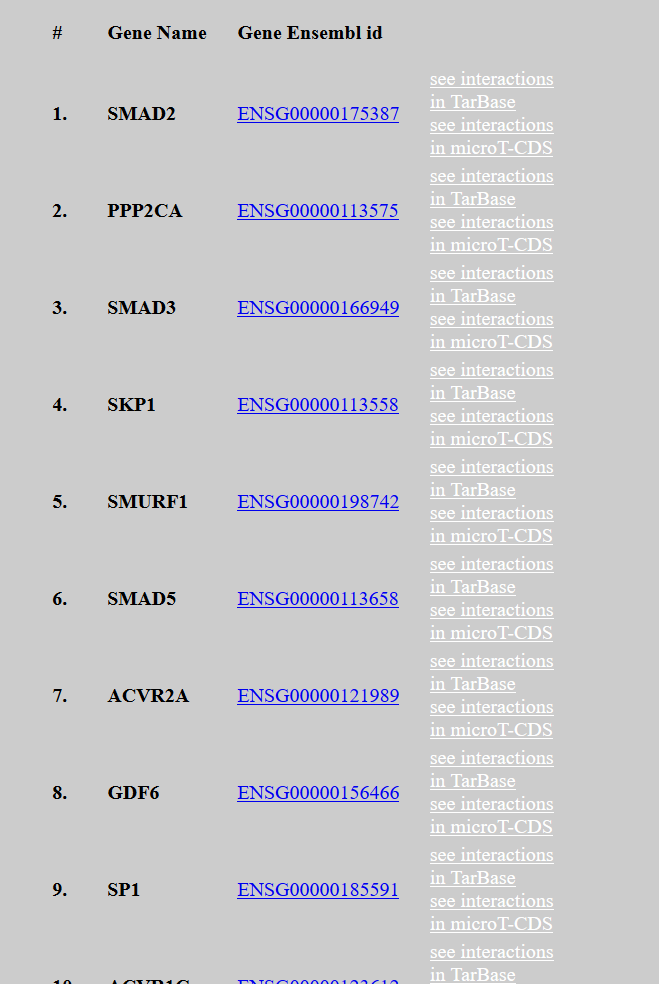 # Gene Name Gene Ensembl id
see interactions
in TarBase
1. SMAD2 ENSG00000175387
see interactions
in microT-CDS
see interactions
in TarBase
2. PPP2CA ENSG00000113575
see interactions
in microT-CDS
see interactions
in TarBase
3. SMAD3 ENSG00000166949
see interactions
in microT-CDS
see interactions
in TarBase
4. SKP1 ENSG00000113558
see interactions
in microT-CDS
see interactions
in TarBase
5. SMURF1 ENSG00000198742
see interactions
in microT-CDS
see interactions
in TarBase
6. SMAD5 ENSG00000113658
see interactions
in microT-CDS
see interactions
in TarBase
7. ACVR2A ENSG00000121989
see interactions
in microT-CDS
see interactions
in TarBase
8. GDF6 ENSG00000156466
see interactions
in microT-CDS
see interactions
in TarBase
9. SP1 ENSG00000185591
see interactions
in microT-CDS
see interactions
in TarBase